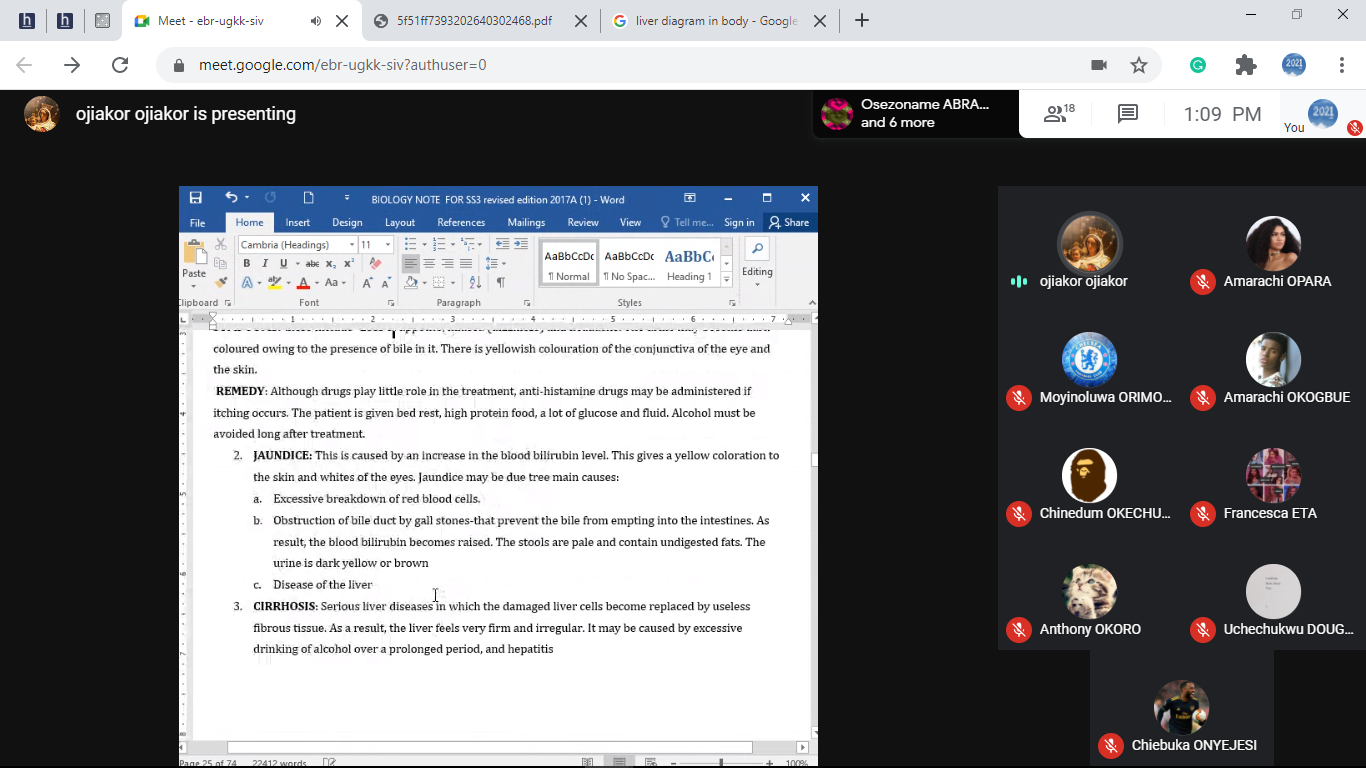 Meet - ebr-ugkk-siv
5f51ff7393202640302468.pdf
liver diagram in body - Google
meet.google.com/ebr-ugkk-siv?authuser=0
2021
ojiakor ojiakor is presenting
Osezoname ABRA...
and 6 more
18
1:09 PM
You
2021
BIOLOGY NOTE FOR SS3 revised edition 2017A (1) - Word
File Home Insert Design Layout References Mailings Review View Tell me... Sign in Share
Paste
Cambria (Headings) 11
B I U abc x₂ x²
Aa
AaBbCcDc AaBbCcDc AaBbCc
¶ Normal ¶ No Spac... Heading 1
Editing
Clipboard Font Paragraph Styles
1 2 3 4 5 6 7
coloured owing to the presence of bile in it. There is yellowish colouration of the conjunctiva of the eye and
the skin.
REMEDY: Although drugs play little role in the treatment, anti-histamine drugs may be administered if
itching occurs. The patient is given bed rest, high protein food, a lot of glucose and fluid. Alcohol must be
avoided long after treatment.
2. JAUNDICE: This is caused by an increase in the blood bilirubin level. This gives a yellow coloration to
the skin and whites of the eyes. Jaundice may be due tree main causes:
a. Excessive breakdown of red blood cells.
b. Obstruction of bile duct by gall stones-that prevent the bile from empting into the intestines. As
result, the blood bilirubin becomes raised. The stools are pale and contain undigested fats. The
urine is dark yellow or brown
c. Disease of the liver
3. CIRRHOSIS: Serious liver diseases in which the damaged liver cells become replaced by useless
fibrous tissue. As a result, the liver feels very firm and irregular. It may be caused by excessive
drinking of alcohol over a prolonged period, and hepatitis
Page 25 of 74 22412 words 100%
ojiakor ojiakor
Amarachi OPARA
Moyinoluwa ORIMO...
Amarachi OKOGBUE
Chinedum OKECHU...
Francesca ETA
Anthony OKORO
Uchechukwu DOUG...
Chiebuka ONYEJESI